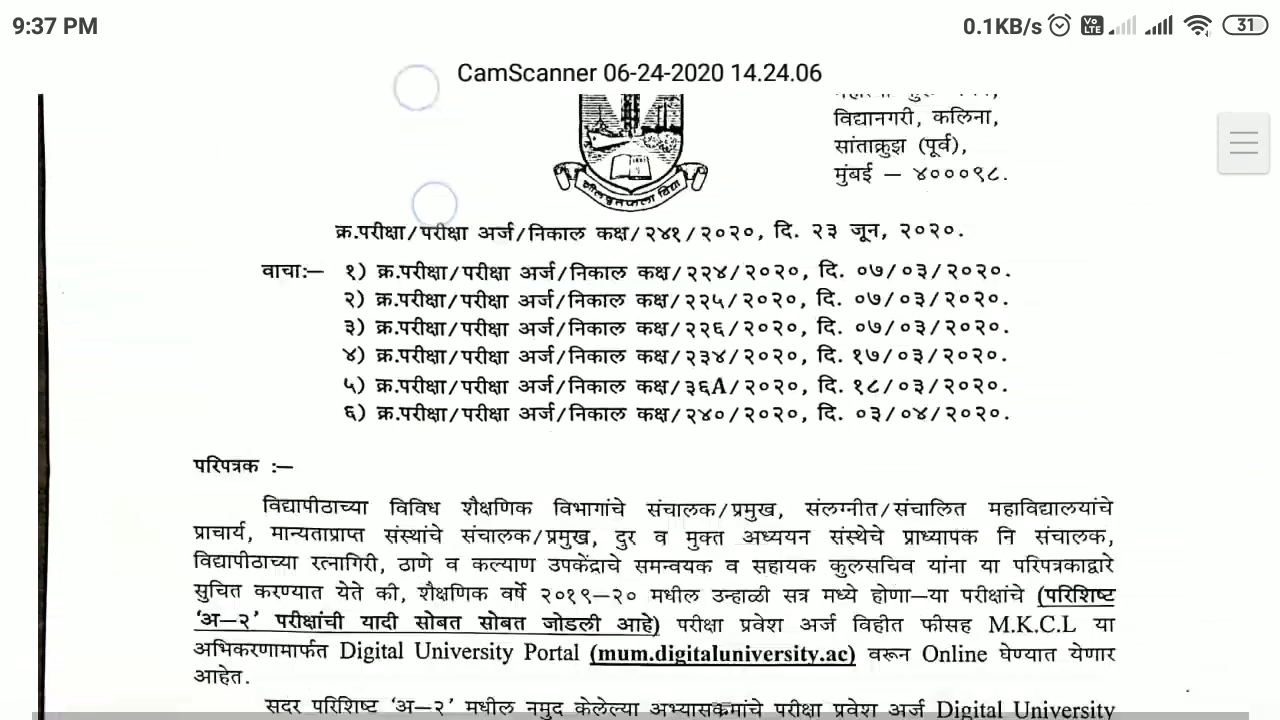 9:37 PM
0.1KB/s
Vo LTE
31
CamScanner 06-24-2020 14.24.06
विद्यानगरी, कलिना,
सांताक्रुझ (पूर्व),
मुंबई – ४०००९८.
क्र.परीक्षा/परीक्षा अर्ज/निकाल कक्ष/२४१/२०२०, दि. २३ जून, २०२०.
वाचा:– १) क्र.परीक्षा/परीक्षा अर्ज/निकाल कक्ष/२२४/२०२०, दि. ०७/०३/२०२०.
२) क्र.परीक्षा/परीक्षा अर्ज/निकाल कक्ष/२२५/२०२०, दि. ०७/०३/२०२०.
३) क्र.परीक्षा/परीक्षा अर्ज/निकाल कक्ष/२२६/२०२०, दि. ०७/०३/२०२०.
४) क्र.परीक्षा/परीक्षा अर्ज/निकाल कक्ष/२३४/२०२०, दि. १७/०३/२०२०.
५) क्र.परीक्षा/परीक्षा अर्ज/निकाल कक्ष/३६A/२०२०, दि. १८/०३/२०२०.
६) क्र.परीक्षा/परीक्षा अर्ज/निकाल कक्ष/२४०/२०२०, दि. ०३/०४/२०२०.
परिपत्रक :–
विद्यापीठाच्या विविध शैक्षणिक विभागांचे संचालक/प्रमुख, संलग्नीत/संचालित महाविद्यालयांचे
प्राचार्य, मान्यताप्राप्त संस्थांचे संचालक/प्रमुख, दुर व मुक्त अध्ययन संस्थेचे प्राध्यापक नि संचालक,
विद्यापीठाच्या रत्नागिरी, ठाणे व कल्याण उपकेंद्राचे समन्वयक व सहायक कुलसचिव यांना या परिपत्रकाद्वारे
सुचित करण्यात येते की, शैक्षणिक वर्षे २०१९–२० मधील उन्हाळी सत्र मध्ये होणा–या परीक्षांचे (परिशिष्ट
‘अ–२’ परीक्षांची यादी सोबत सोबत जोडली आहे) परीक्षा प्रवेश अर्ज विहीत फीसह M.K.C.L या
अभिकरणामार्फत Digital University Portal (mum.digitaluniversity.ac) वरून Online घेण्यात येणार
आहेत.
सदर परिशिष्ट ‘अ–२’ मधील नमुद केलेल्या अभ्यासक्रमांचे परीक्षा प्रवेश अर्ज Digital University